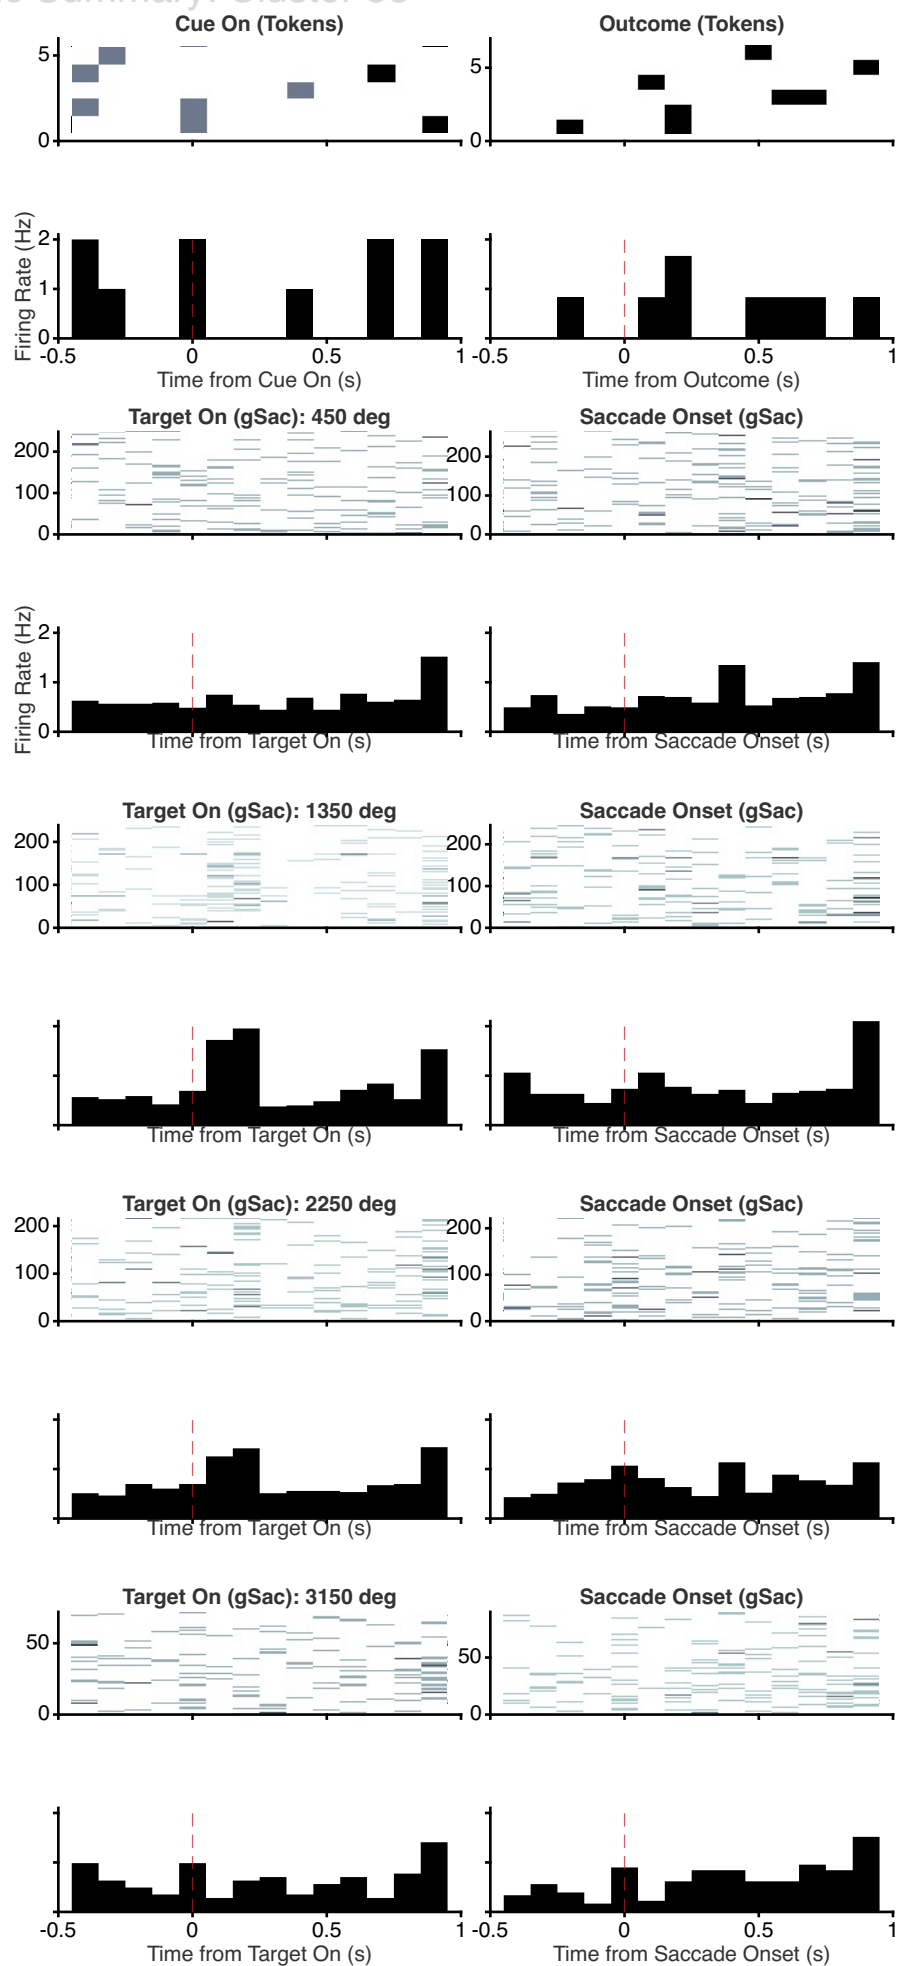 Summary: Cluster
Cue On (Tokens) Outcome (Tokens)
5 5
0 0
Firing Rate (Hz)
2
1
0
-0.5 0 0.5 1 -0.5 0 0.5 1
Time from Cue On (s) Time from Outcome (s)
Target On (gSac): 450 deg Saccade Onset (gSac)
200 200
100 100
0 0
Firing Rate (Hz)
2
1
0
Time from Target On (s) Time from Saccade Onset (s)
Target On (gSac): 1350 deg Saccade Onset (gSac)
200 200
100 100
0 0
Time from Target On (s) Time from Saccade Onset (s)
Target On (gSac): 2250 deg Saccade Onset (gSac)
200 200
100 100
0 0
Time from Target On (s) Time from Saccade Onset (s)
Target On (gSac): 3150 deg Saccade Onset (gSac)
50 50
0 0
-0.5 0 0.5 1 -0.5 0 0.5 1
Time from Target On (s) Time from Saccade Onset (s)